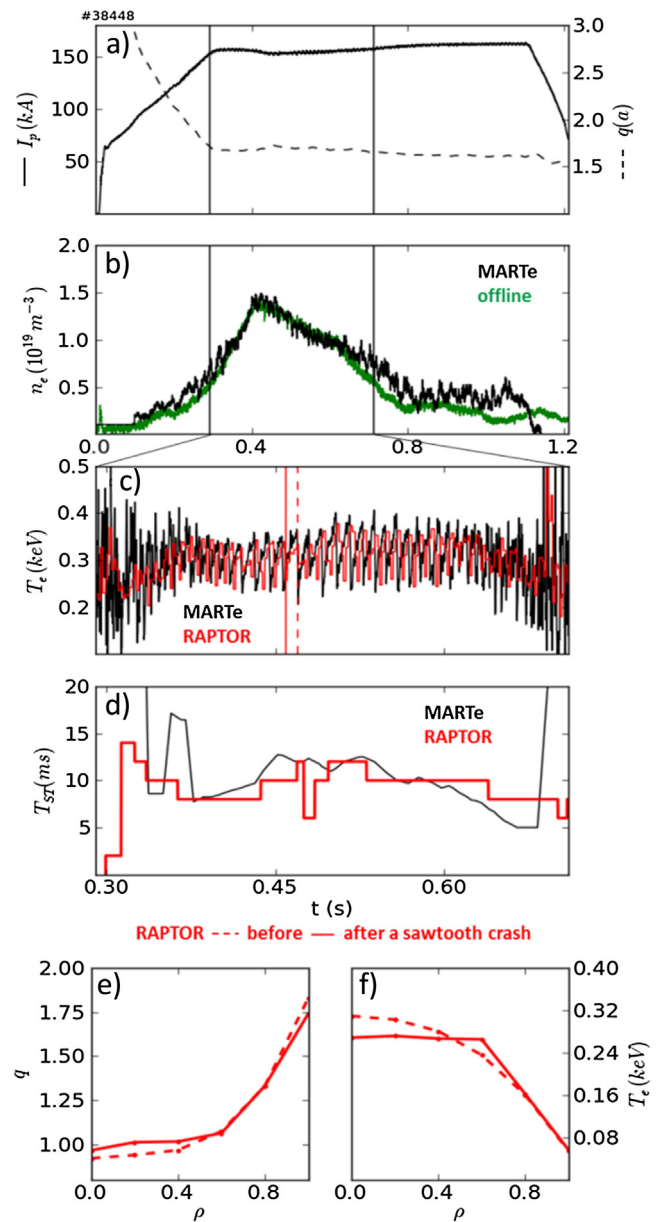 #38448
a)
3.0
150
2.5
100
2.0
50
1.5
I_p (kA)
q(a)
b)
2.0
MARTe
offline
1.5
1.0
0.5
n_e (10^19 m^-3)
0.0 0.4 0.8 1.2
c)
0.5
0.4
0.3
0.2
T_e (keV)
MARTe
RAPTOR
d)
20
MARTe
RAPTOR
15
10
5
T_ST (ms)
0.30 0.45 0.60
t (s)
RAPTOR --- before — after a sawtooth crash
e)
2.00
1.75
1.50
1.25
1.00
q
0.0 0.4 0.8
ρ
f)
0.40
0.32
0.24
0.16
0.08
T_e (keV)
0.0 0.4 0.8
ρ